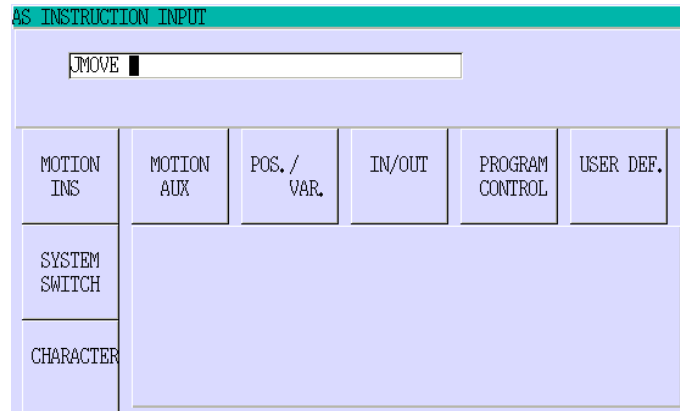 AS INSTRUCTION INPUT
JMOVE
MOTION
INS
MOTION
AUX
POS./
VAR.
IN/OUT
PROGRAM
CONTROL
USER DEF.
SYSTEM
SWITCH
CHARACTER